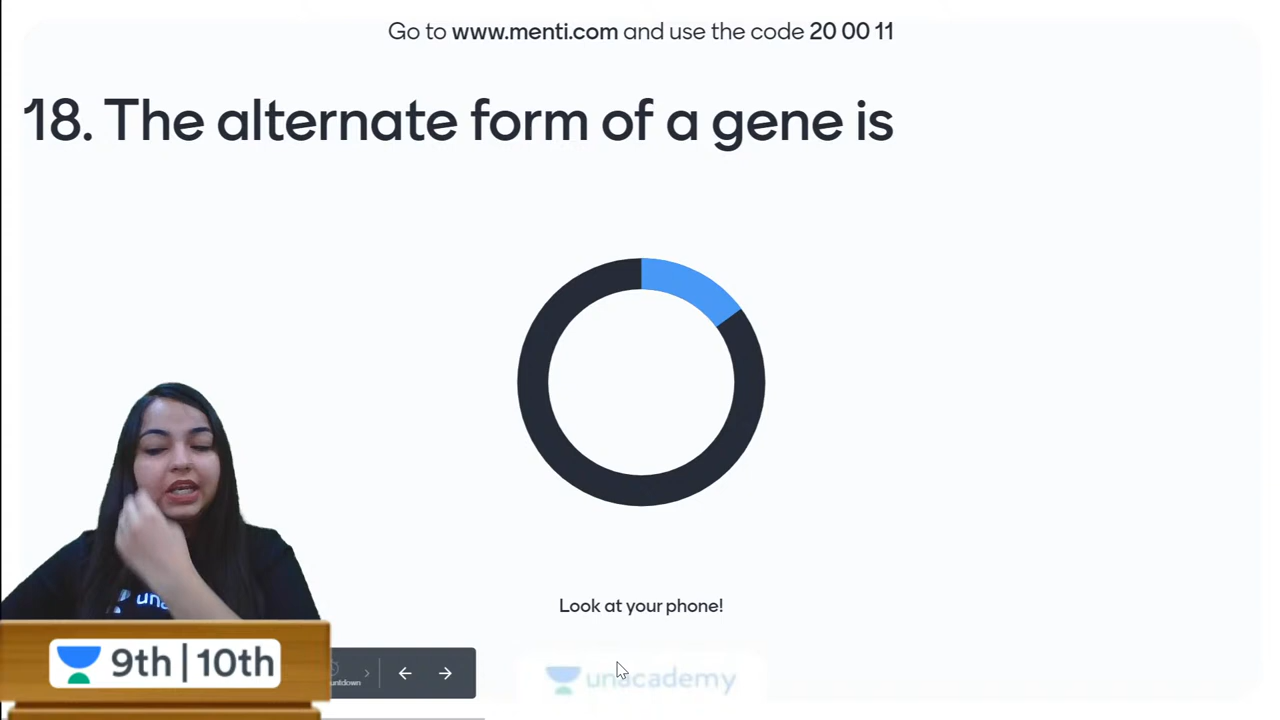 Go to www.menti.com and use the code 20 00 11
18. The alternate form of a gene is
Look at your phone!
una
9th | 10th
unacademy